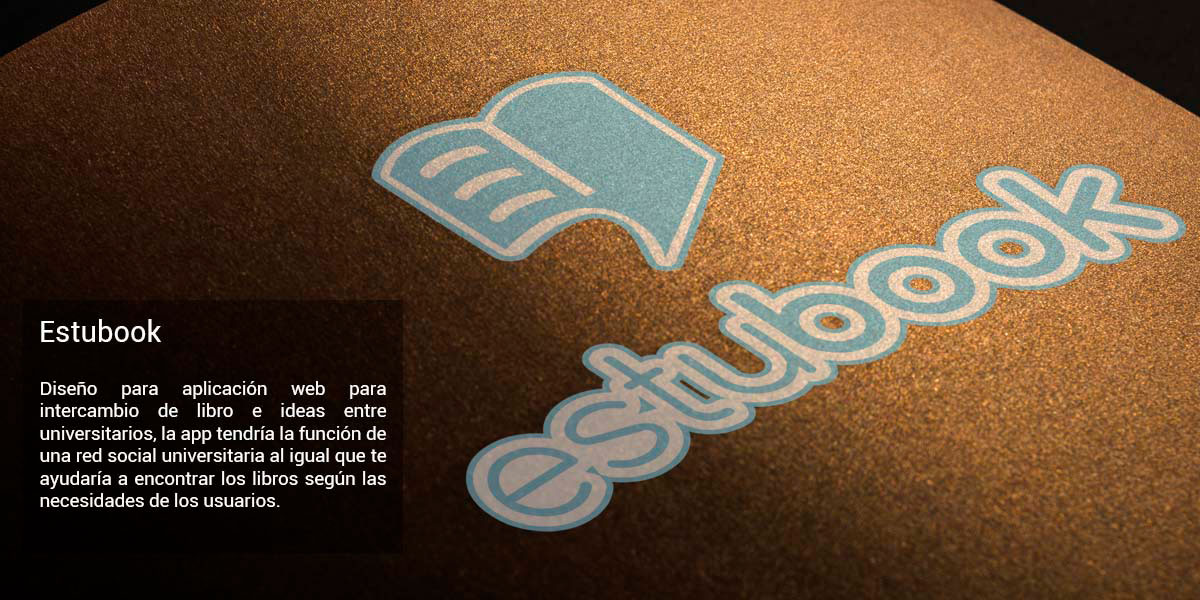 estubook
Estubook
Diseño para aplicación web para
intercambio de libro e ideas entre
universitarios, la app tendría la función de
una red social universitaria al igual que te
ayudaría a encontrar los libros según las
necesidades de los usuarios.